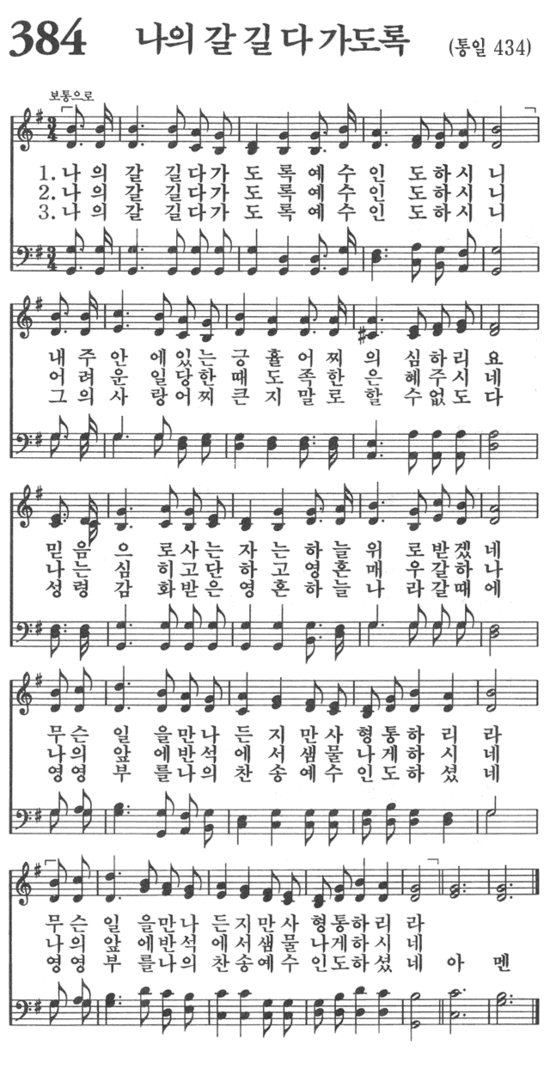 384 나의 갈 길 다 가도록 (통일 434)
보통으로
1. 나의 갈 길다가 도록예수인 도하시니
2. 나의 갈 길다가 도록예수인 도하시니
3. 나의 갈 길다가 도록예수인 도하시니
내주안 에있는긍휼어찌의 심하리요
어려운 일당한때도족한은 혜주시네
그의사 랑어찌큰지말로할 수없도다
믿음으 로사는자는하늘위 로받겠네
나는심 히고단하고영혼매 우갈하나
성령감 화받은영혼하늘나 라갈때에
무슨일 을만나든지만사 형통하리라
나의앞 에반석에서샘물 나게하시네
영영부 를나의찬송예수 인도하셨네
무슨일 을만나든지만사 형통하리라
나의앞 에반석에서샘물 나게하시네
영영부 를나의찬송예수 인도하셨네 아멘